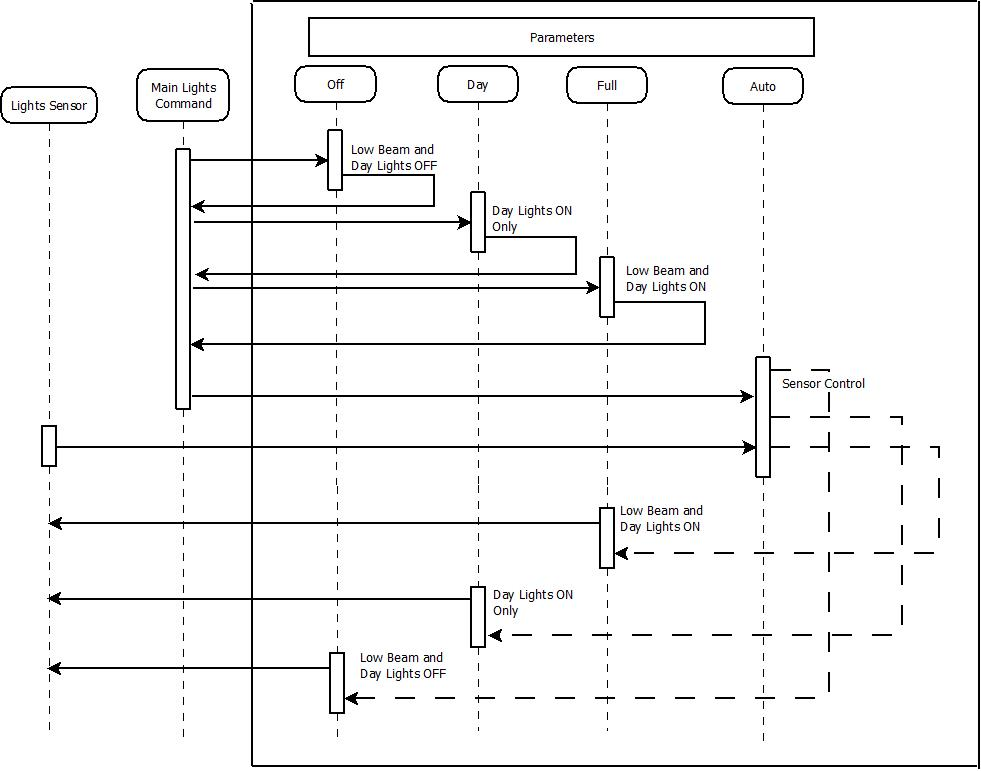 Parameters
Off
Day
Full
Auto
Main Lights
Command
Lights Sensor
Low Beam and
Day Lights OFF
Day Lights ON
Only
Low Beam and
Day Lights ON
Sensor Control
Low Beam and
Day Lights ON
Day Lights ON
Only
Low Beam and
Day Lights OFF